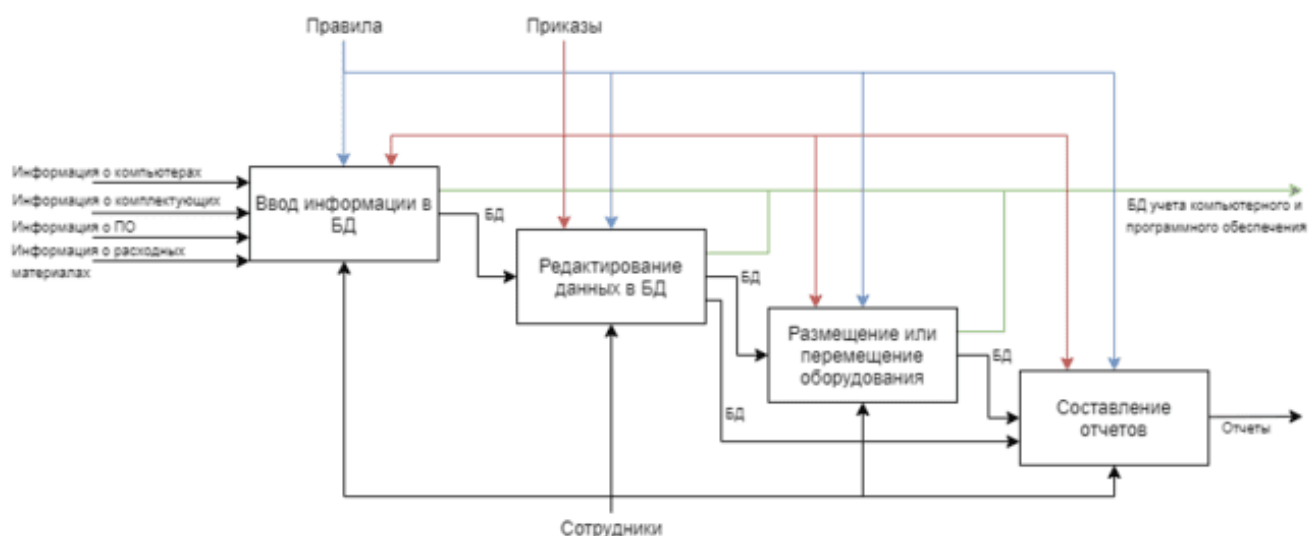 Правила
Приказы
Информация о компьютерах
Информация о комплектующих
Информация о ПО
Информация о расходных
материалах
Ввод информации в
БД
БД
БД учета компьютерного и
программного обеспечения
Редактирование
данных в БД
БД
Размещение или
перемещение
оборудования
БД
БД
Составление
отчетов
Отчеты
Сотрудники